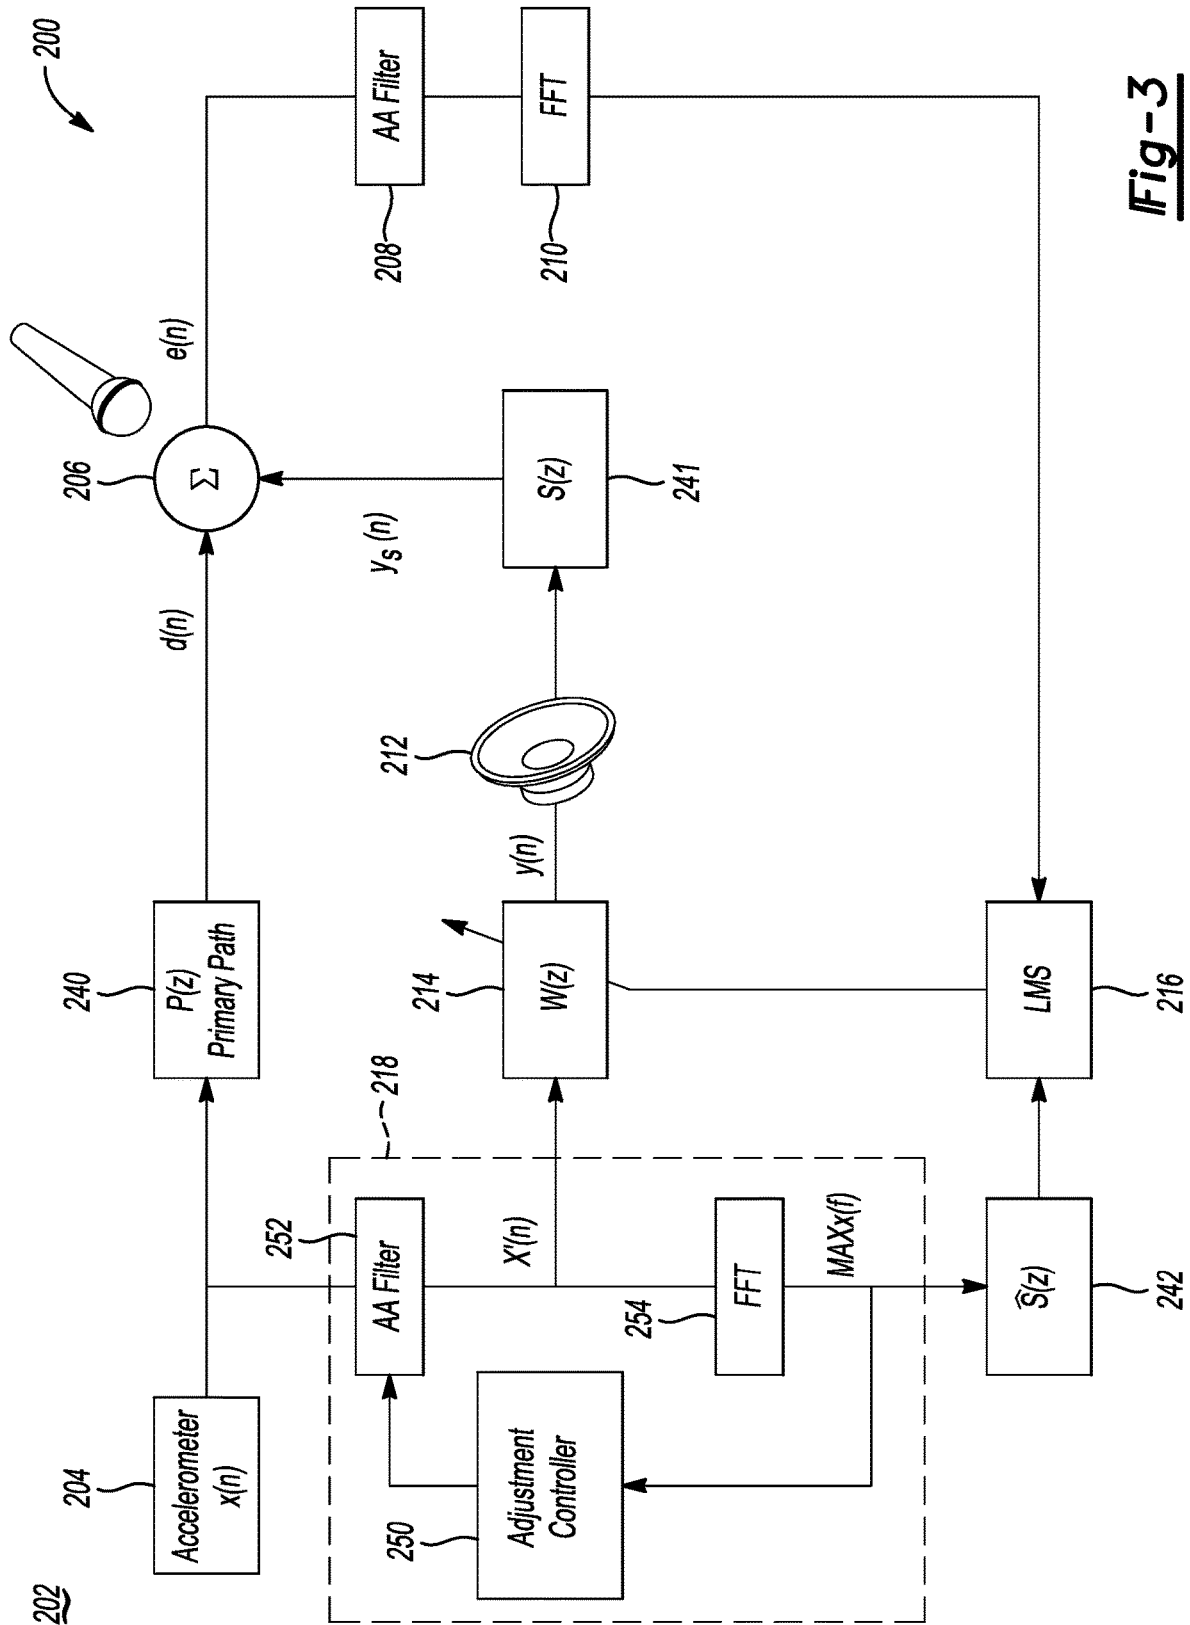 202
200
204
Accelerometer
x(n)
240
P(z)
Primary Path
d(n)
206
Σ
e(n)
252
AA Filter
218
208
AA Filter
250
Adjustment
Controller
X'(n)
214
W(z)
y(n)
212
y_s(n)
S(z)
241
210
FFT
254
FFT
MAXx(f)
Ŝ(z)
242
LMS
216
Fig-3